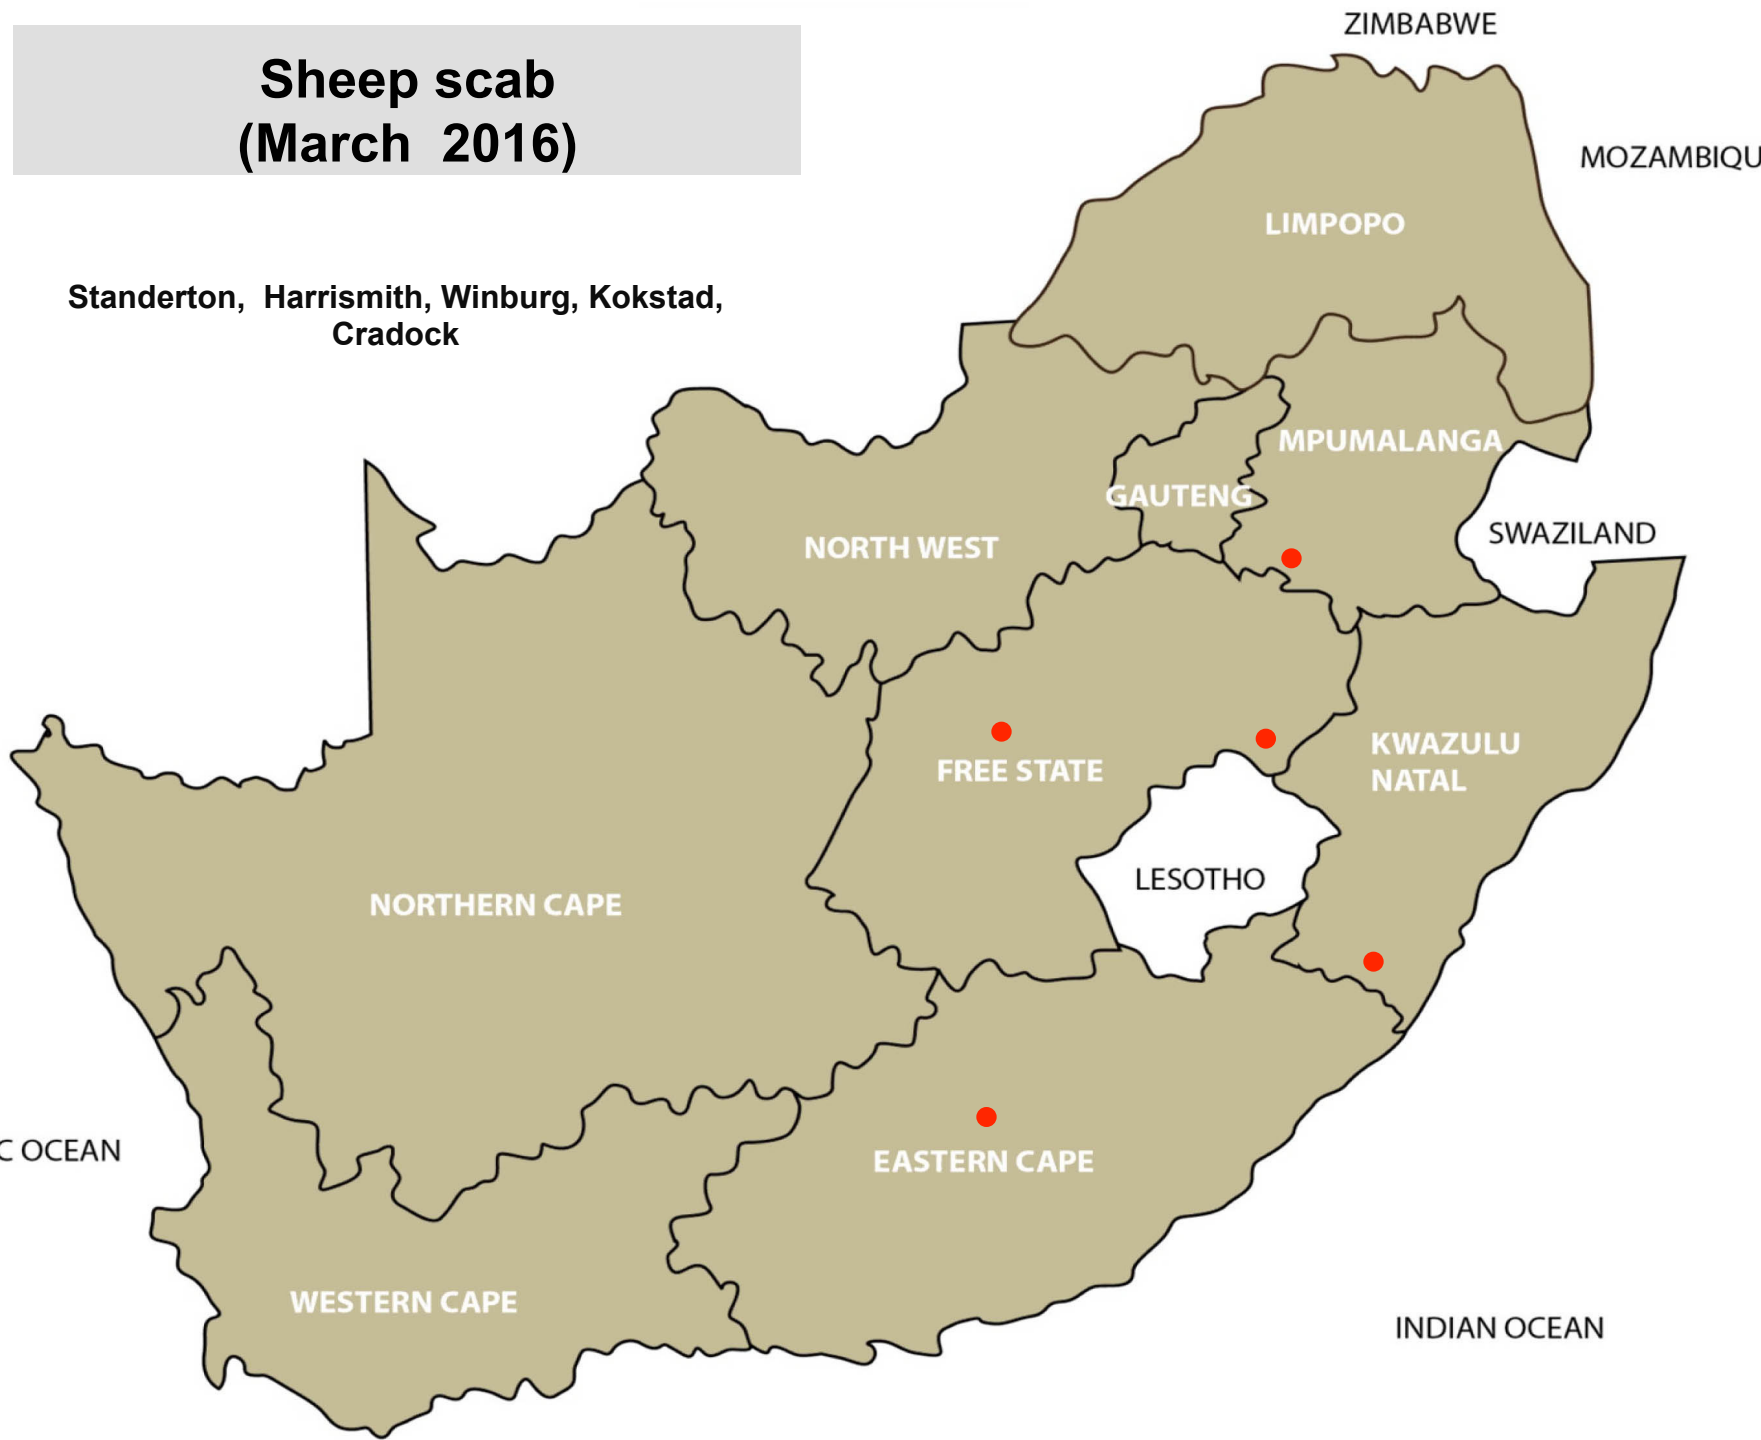 Sheep scab
(March  2016)
Standerton,  Harrismith, Winburg, Kokstad,
Cradock
ZIMBABWE
MOZAMBIQU
LIMPOPO
MPUMALANGA
GAUTENG
NORTH WEST
SWAZILAND
FREE STATE
KWAZULU
NATAL
LESOTHO
NORTHERN CAPE
C OCEAN
EASTERN CAPE
WESTERN CAPE
INDIAN OCEAN